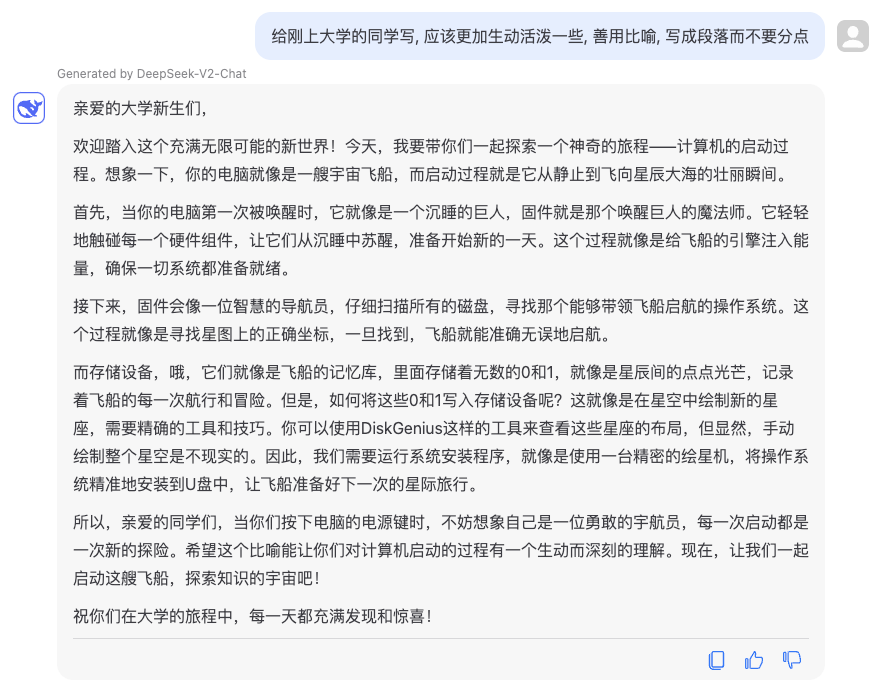 给刚上大学的同学写, 应该更加生动活泼一些, 善用比喻, 写成段落而不要分点
Generated by DeepSeek-V2-Chat
亲爱的大学新生们，
欢迎踏入这个充满无限可能的新世界！今天，我要带你们一起探索一个神奇的旅程——计算机的启动过
程。想象一下，你的电脑就像是一艘宇宙飞船，而启动过程就是它从静止到飞向星辰大海的壮丽瞬间。
首先，当你的电脑第一次被唤醒时，它就像是一个沉睡的巨人，固件就是那个唤醒巨人的魔法师。它轻轻
地触碰每一个硬件组件，让它们从沉睡中苏醒，准备开始新的一天。这个过程就像是给飞船的引擎注入能
量，确保一切系统都准备就绪。
接下来，固件会像一位智慧的导航员，仔细扫描所有的磁盘，寻找那个能够带领飞船启航的操作系统。这
个过程就像是寻找星图上的正确坐标，一旦找到，飞船就能准确无误地启航。
而存储设备，哦，它们就像是飞船的记忆库，里面存储着无数的0和1，就像是星辰间的点点光芒，记录
着飞船的每一次航行和冒险。但是，如何将这些0和1写入存储设备呢？这就像是在星空中绘制新的星
座，需要精确的工具和技巧。你可以使用DiskGenius这样的工具来查看这些星座的布局，但显然，手动
绘制整个星空是不现实的。因此，我们需要运行系统安装程序，就像是使用一台精密的绘星机，将操作系
统精准地安装到U盘中，让飞船准备好下一次的星际旅行。
所以，亲爱的同学们，当你们按下电脑的电源键时，不妨想象自己是一位勇敢的宇航员，每一次启动都是
一次新的探险。希望这个比喻能让你们对计算机启动的过程有一个生动而深刻的理解。现在，让我们一起
启动这艘飞船，探索知识的宇宙吧！
祝你们在大学的旅程中，每一天都充满发现和惊喜！